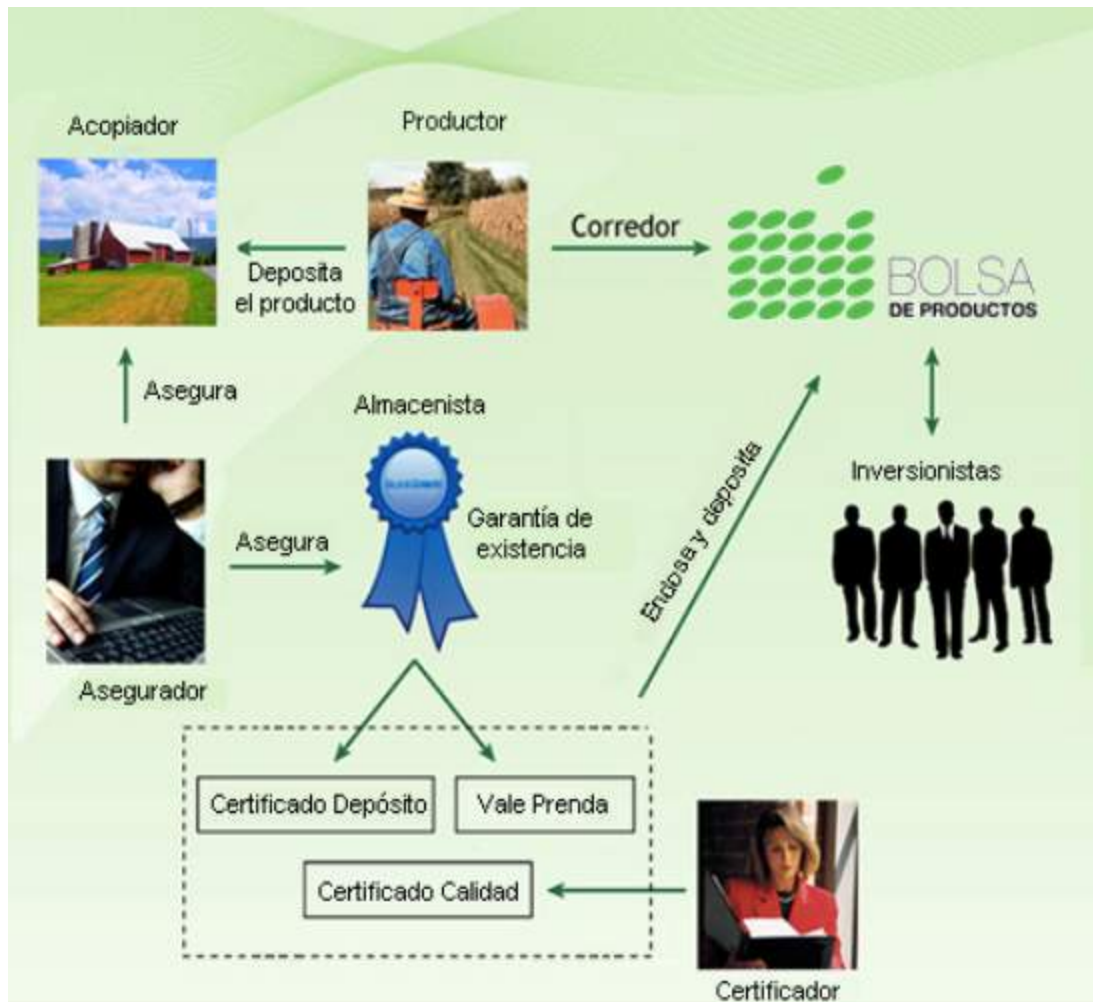 Acopiador
Productor
Corredor
Deposita
el producto
BOLSA
DE PRODUCTOS
Asegura
Almacenista
Asegura
Garantía de
existencia
Endosa y deposita
Inversionistas
Asegurador
Certificado Depósito
Vale Prenda
Certificado Calidad
Certificador